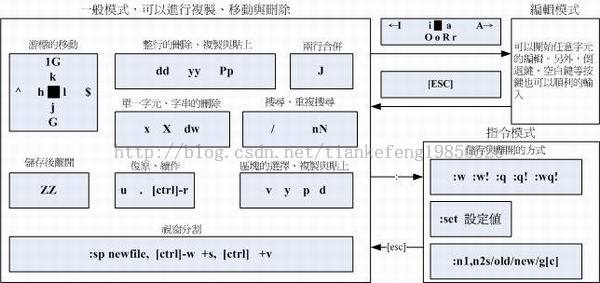 一般模式，可以進行複製、移動與刪除
游標的移動
1G
k
^ h l $
j
G
整行的刪除，複製與貼上
dd yy Pp
兩行合併
J
單一字元、字串的刪除
x X dw
搜尋、重複搜尋
/ nN
儲存後離開
ZZ
復原、續作
u . [ctrl]-r
區塊的選擇、複製與貼上
v y p d
視窗分割
:sp newfile, [ctrl]-w +s, [ctrl] +v
←I i a A→
O o R r
[ESC]
編輯模式
可以開始任意字元的編輯。另外，倒退鍵、空白鍵等按鍵也可以順利的輸入
:
[esc]
指令模式
儲存與離開的方式
:w :w! :q :q! :wq!
:set 設定值
:n1,n2s/old/new/g[c]